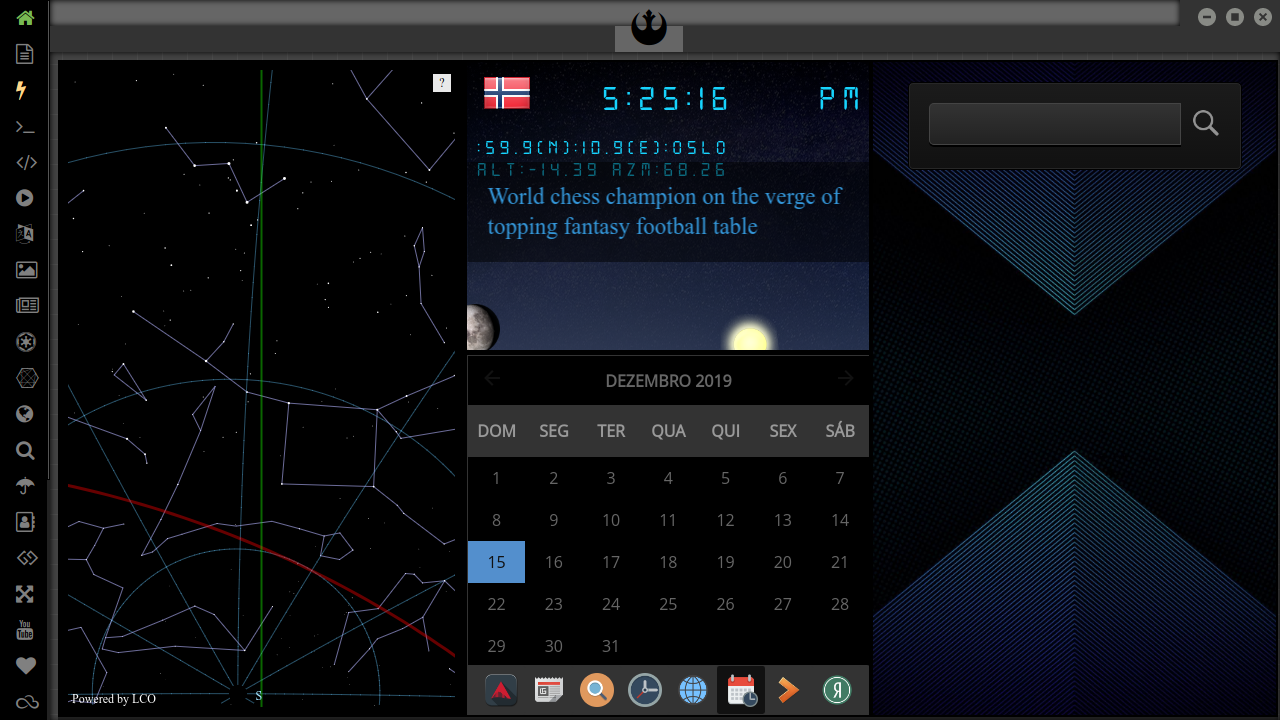 ?
5:25:16 PM
:59.9(N):10.9(E):OSLO
ALT:-14.39 AZM:68.26
World chess champion on the verge of
topping fantasy football table
DEZEMBRO 2019
DOM SEG TER QUA QUI SEX SÁB
1 2 3 4 5 6 7
8 9 10 11 12 13 14
15 16 17 18 19 20 21
22 23 24 25 26 27 28
29 30 31
S
Powered by LCO
You
Tube
Я